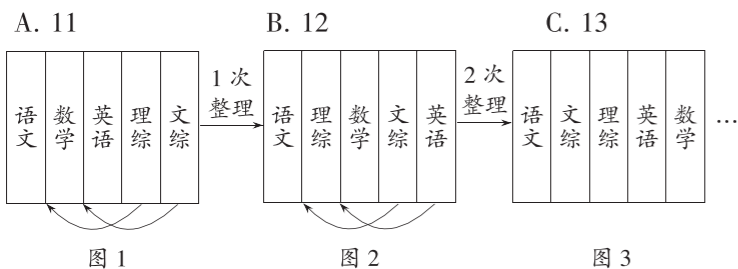 A. 11 B. 12 C. 13
语文 数学 英语 理综 文综
1次整理
语文 理综 数学 文综 英语
2次整理
语文 文综 理综 英语 数学 …
图1 图2 图3